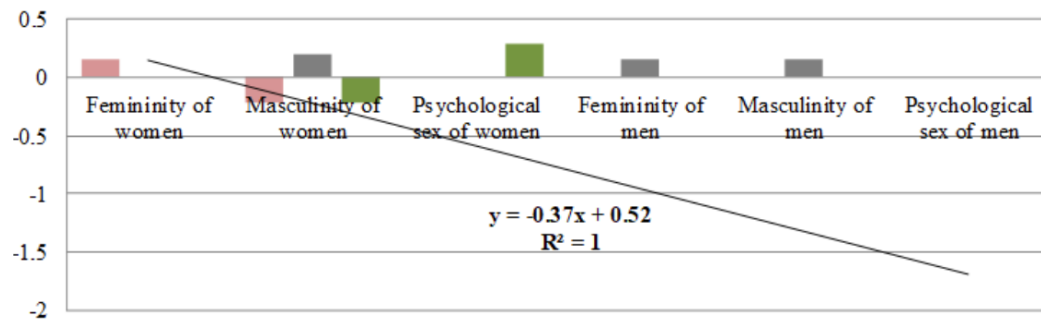 0.5
0
-0.5
-1
-1.5
-2
Femininity of women
Masculinity of women
Psychological sex of women
Femininity of men
Masculinity of men
Psychological sex of men
y = -0.37x + 0.52
R² = 1